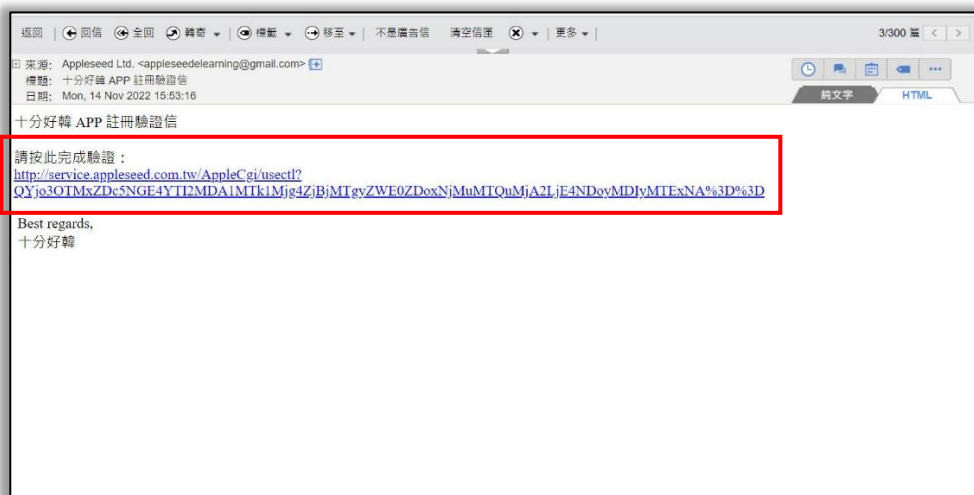 返回 | 回信 全回 轉寄 | 標籤 移至 | 不是廣告信 清空信匣 | 更多 | 3/300 篇 < >
來源: Appleseed Ltd. <appleseedelearning@gmail.com>
標題: 十分好韓 APP 註冊驗證信
日期: Mon, 14 Nov 2022 15:53:16
純文字 HTML
十分好韓 APP 註冊驗證信
請按此完成驗證：
http://service.appleseed.com.tw/AppleCgi/usectl?
QYjo3OTMxZDc5NGE4YTI2MDA1MTk1Mjg4ZjBjMTgyZWE0ZDoxNjMuMTQuMjA2LjE4NDoyMDIyMTExNA%3D%3D
Best regards,
十分好韓